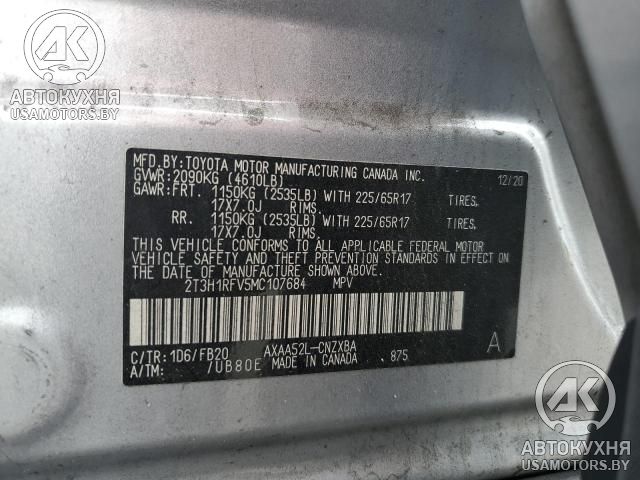 АК
АВТОКУХНЯ
USAMOTORS.BY
MFD.BY:TOYOTA MOTOR MANUFACTURING CANADA INC. 12/20
GVWR:2090KG (4610LB)
GAWR:FRT. 1150KG (2535LB) WITH 225/65R17 TIRES.
17X7.0J RIMS.
RR. 1150KG (2535LB) WITH 225/65R17 TIRES.
17X7.0J RIMS.
THIS VEHICLE CONFORMS TO ALL APPLICABLE FEDERAL MOTOR
VEHICLE SAFETY AND THEFT PREVENTION STANDARDS IN EFFECT ON
THE DATE OF MANUFACTURE SHOWN ABOVE.
2T3H1RFV5MC107684 MPV
C/TR:1D6/FB20 AXAA52L-CNZXBA A
A/TM: /UB80E MADE IN CANADA .875
АК
АВТОКУХНЯ
USAMOTORS.BY